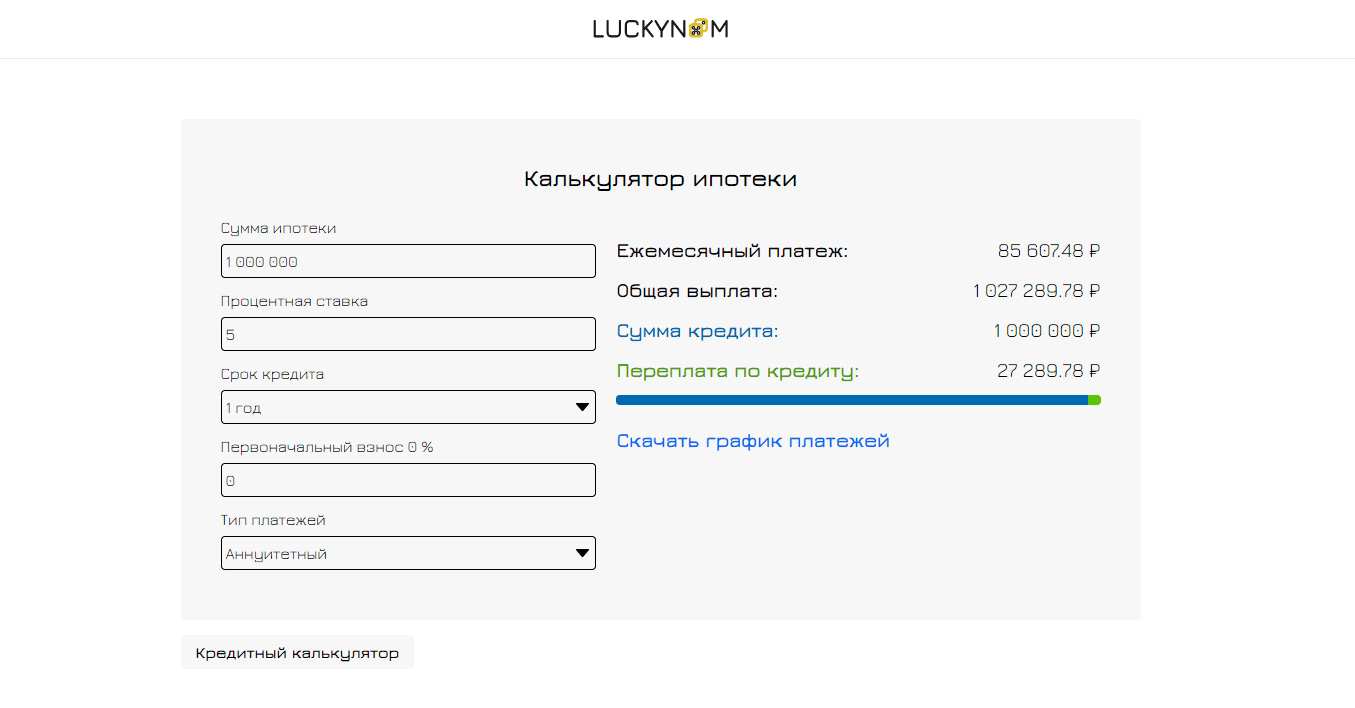 LUCKYNOM
Калькулятор ипотеки
Сумма ипотеки
1 000 000
Процентная ставка
5
Срок кредита
1 год
Первоначальный взнос 0 %
0
Тип платежей
Аннуитетный
Ежемесячный платеж: 85 607.48 ₽
Общая выплата: 1 027 289.78 ₽
Сумма кредита: 1 000 000 ₽
Переплата по кредиту: 27 289.78 ₽
Скачать график платежей
Кредитный калькулятор